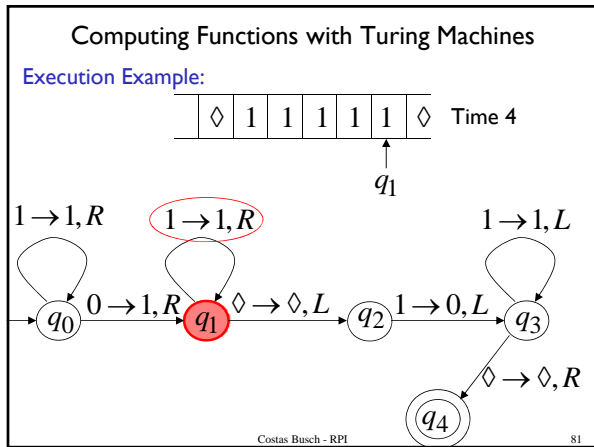 Computing Functions with Turing Machines
Execution Example:
◊ 1 1 1 1 1 ◊ Time 4
q₁
1 → 1, R 1 → 1, R 1 → 1, L
q₀ 0 → 1, R q₁ ◊ → ◊, L q₂ 1 → 0, L q₃
◊ → ◊, R
q₄
Costas Busch - RPI 81